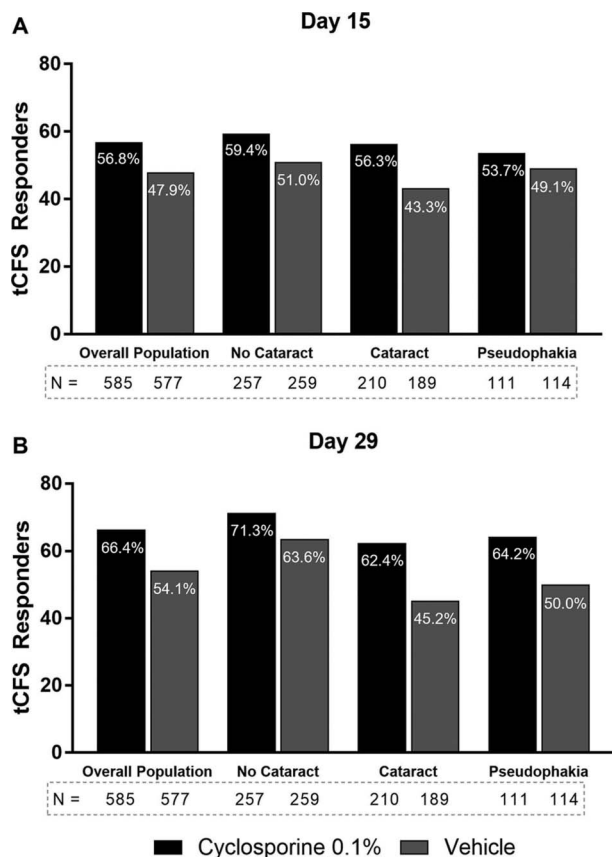 A
Day 15
tCFS Responders
80
60
40
20
0
56.8%
47.9%
59.4%
51.0%
56.3%
43.3%
53.7%
49.1%
Overall Population No Cataract Cataract Pseudophakia
N = 585 577 257 259 210 189 111 114
B
Day 29
tCFS Responders
80
60
40
20
0
66.4%
54.1%
71.3%
63.6%
62.4%
45.2%
64.2%
50.0%
Overall Population No Cataract Cataract Pseudophakia
N = 585 577 257 259 210 189 111 114
Cyclosporine 0.1% Vehicle